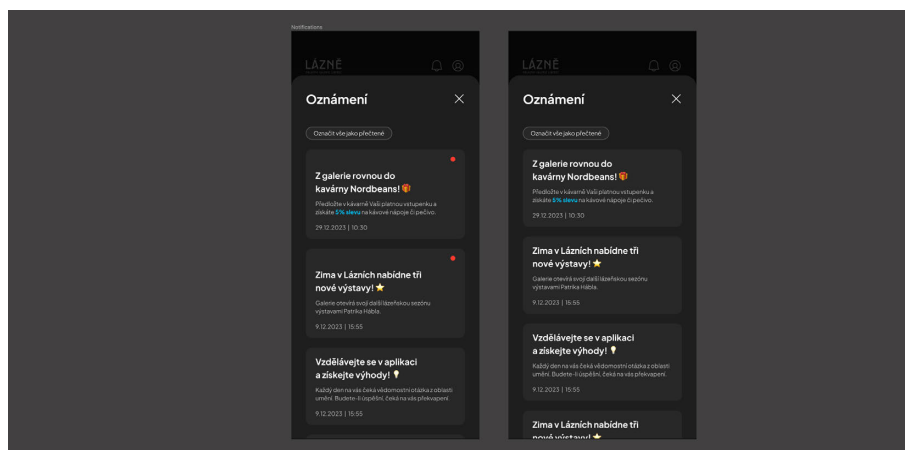 Notifications
LÁZNĚ
Oznámení
Označit vše jako přečtené
Z galerie rovnou do
kavárny Nordbeans! 🎁
Předložte v kávarně Vaši platnou vstupenku a
získáte 5% slevu na kávové nápoje či pečivo.
29.12.2023 | 10:30
Zima v Lázních nabídne tři
nové výstavy! ⭐
Galerie otevírá svoji další lázeňskou sezónu
výstavami Patrika Hábla.
9.12.2023 | 15:55
Vzdělávejte se v aplikaci
a získejte výhody! 💡
Každý den na vás čeká vědomostní otázka z oblasti
umění. Budete-li úspěšní, čeká na vás překvapení.
9.12.2023 | 15:55
LÁZNĚ
Oznámení
Označit vše jako přečtené
Z galerie rovnou do
kavárny Nordbeans! 🎁
Předložte v kávarně Vaši platnou vstupenku a
získáte 5% slevu na kávové nápoje či pečivo.
29.12.2023 | 10:30
Zima v Lázních nabídne tři
nové výstavy! ⭐
Galerie otevírá svoji další lázeňskou sezónu
výstavami Patrika Hábla.
9.12.2023 | 15:55
Vzdělávejte se v aplikaci
a získejte výhody! 💡
Každý den na vás čeká vědomostní otázka z oblasti
umění. Budete-li úspěšní, čeká na vás překvapení.
9.12.2023 | 15:55
Zima v Lázních nabídne tři
nové výstavy! ⭐